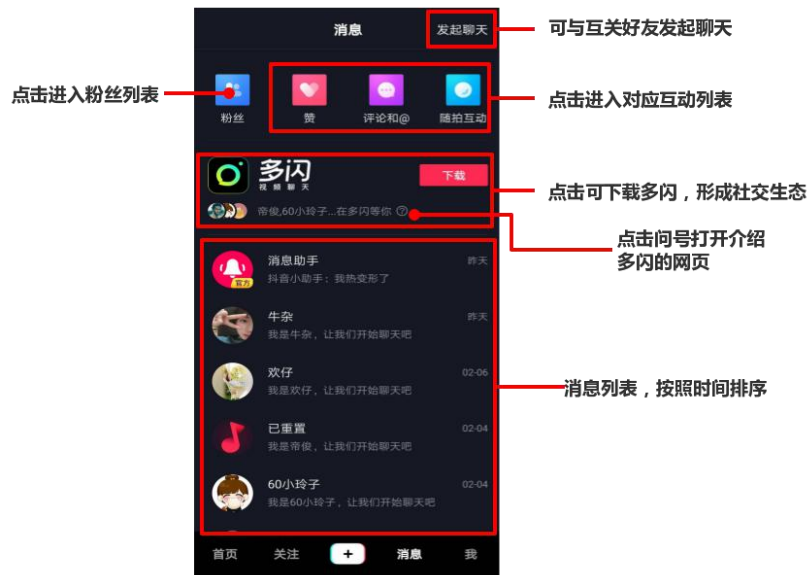 消息
发起聊天
可与互关好友发起聊天
点击进入粉丝列表
粉丝
赞
评论和@
随拍互动
点击进入对应互动列表
多闪
视频聊天
下载
点击可下载多闪，形成社交生态
帝俊,60小玲子...在多闪等你 ?
点击问号打开介绍
多闪的网页
消息助手
昨天
官方
抖音小助手：我热变形了
牛杂
昨天
我是牛杂，让我们开始聊天吧
欢仔
02-06
我是欢仔，让我们开始聊天吧
消息列表，按照时间排序
已重置
02-04
我是帝俊，让我们开始聊天吧
60小玲子
02-04
我是60小玲子，让我们开始聊天吧
首页
关注
+
消息
我